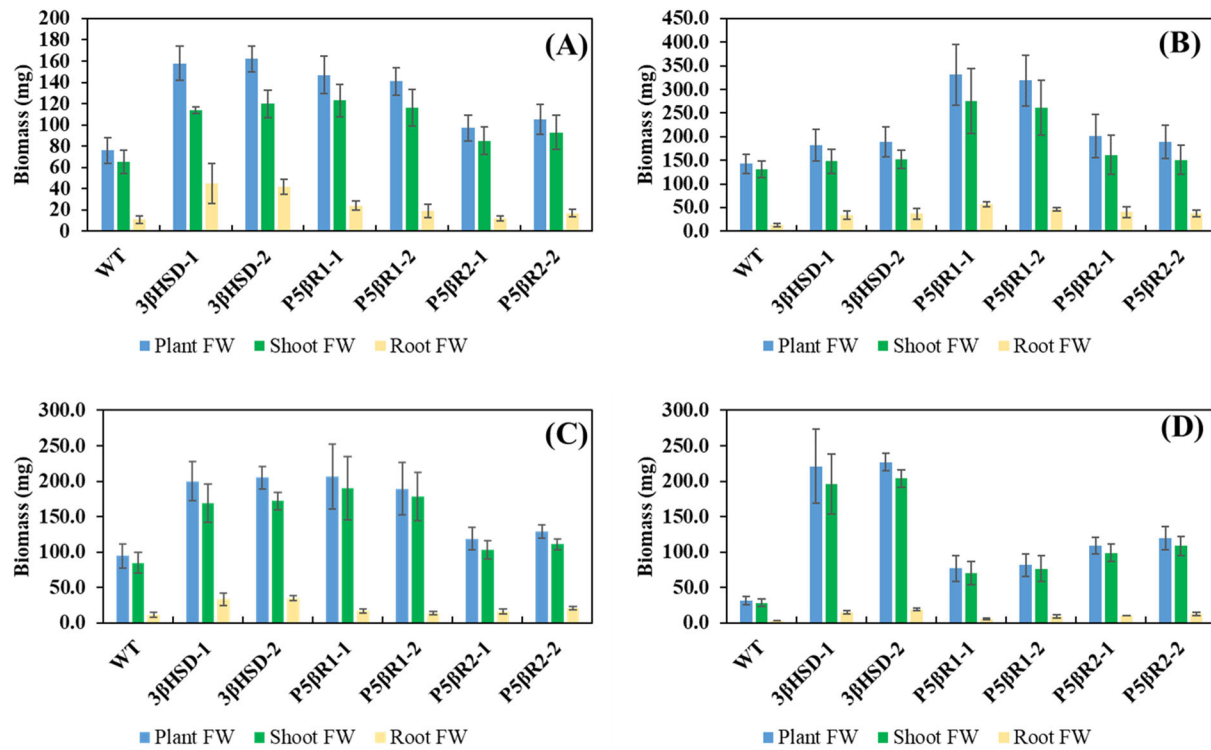 (A)
Biomass (mg)
200
180
160
140
120
100
80
60
40
20
0
WT
3βHSD-1
3βHSD-2
P5βR1-1
P5βR1-2
P5βR2-1
P5βR2-2
Plant FW Shoot FW Root FW
(B)
Biomass (mg)
450.0
400.0
350.0
300.0
250.0
200.0
150.0
100.0
50.0
0.0
WT
3βHSD-1
3βHSD-2
P5βR1-1
P5βR1-2
P5βR2-1
P5βR2-2
Plant FW Shoot FW Root FW
(C)
Biomass (mg)
300.0
250.0
200.0
150.0
100.0
50.0
0.0
WT
3βHSD-1
3βHSD-2
P5βR1-1
P5βR1-2
P5βR2-1
P5βR2-2
Plant FW Shoot FW Root FW
(D)
Biomass (mg)
300.0
250.0
200.0
150.0
100.0
50.0
0.0
WT
3βHSD-1
3βHSD-2
P5βR1-1
P5βR1-2
P5βR2-1
P5βR2-2
Plant FW Shoot FW Root FW